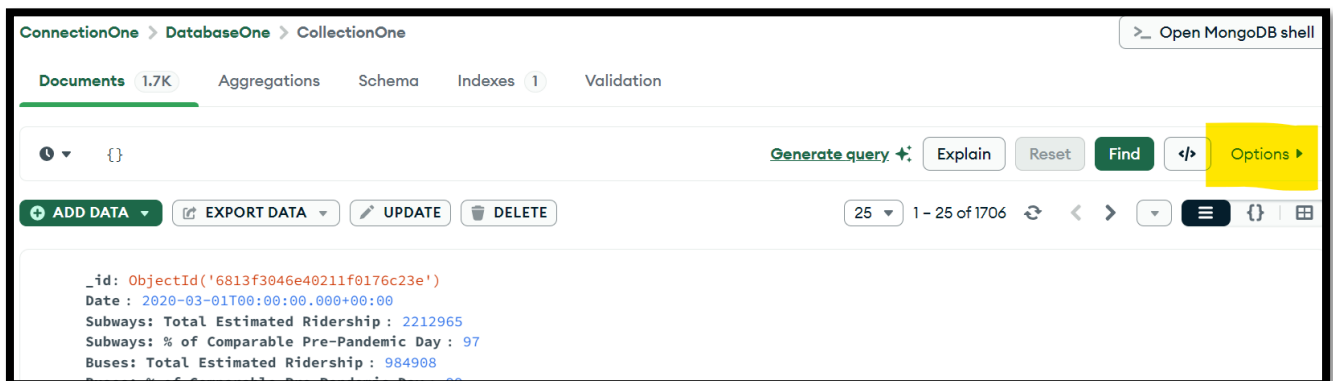 ConnectionOne > DatabaseOne > CollectionOne
>_ Open MongoDB shell
Documents 1.7K Aggregations Schema Indexes 1 Validation
{} Generate query Explain Reset Find </> Options
ADD DATA EXPORT DATA UPDATE DELETE 25 1 – 25 of 1706 {}
_id: ObjectId('6813f3046e40211f0176c23e')
Date : 2020-03-01T00:00:00.000+00:00
Subways: Total Estimated Ridership : 2212965
Subways: % of Comparable Pre-Pandemic Day : 97
Buses: Total Estimated Ridership : 984908